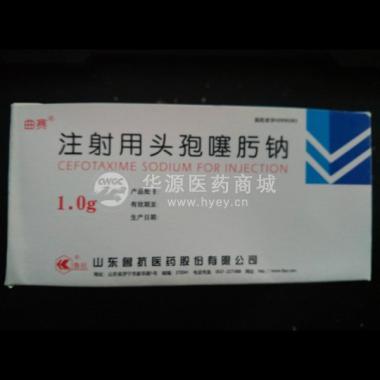 曲赛®
注射用头孢噻肟钠
CEFOTAXIME SODIUM FOR INJECTION
1.0g
产品批号:
有效期至:
生产日期:
华源医药商城
www.hyey.cn
鲁抗
山东鲁抗医药股份有限公司